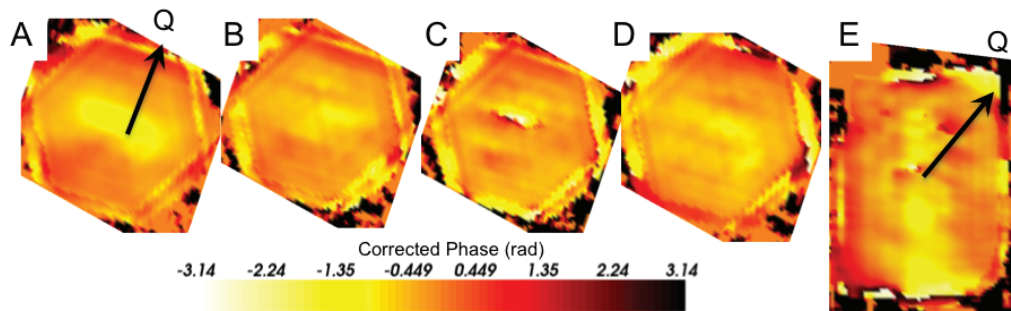 A Q B C D E Q
Corrected Phase (rad)
-3.14 -2.24 -1.35 -0.449 0.449 1.35 2.24 3.14